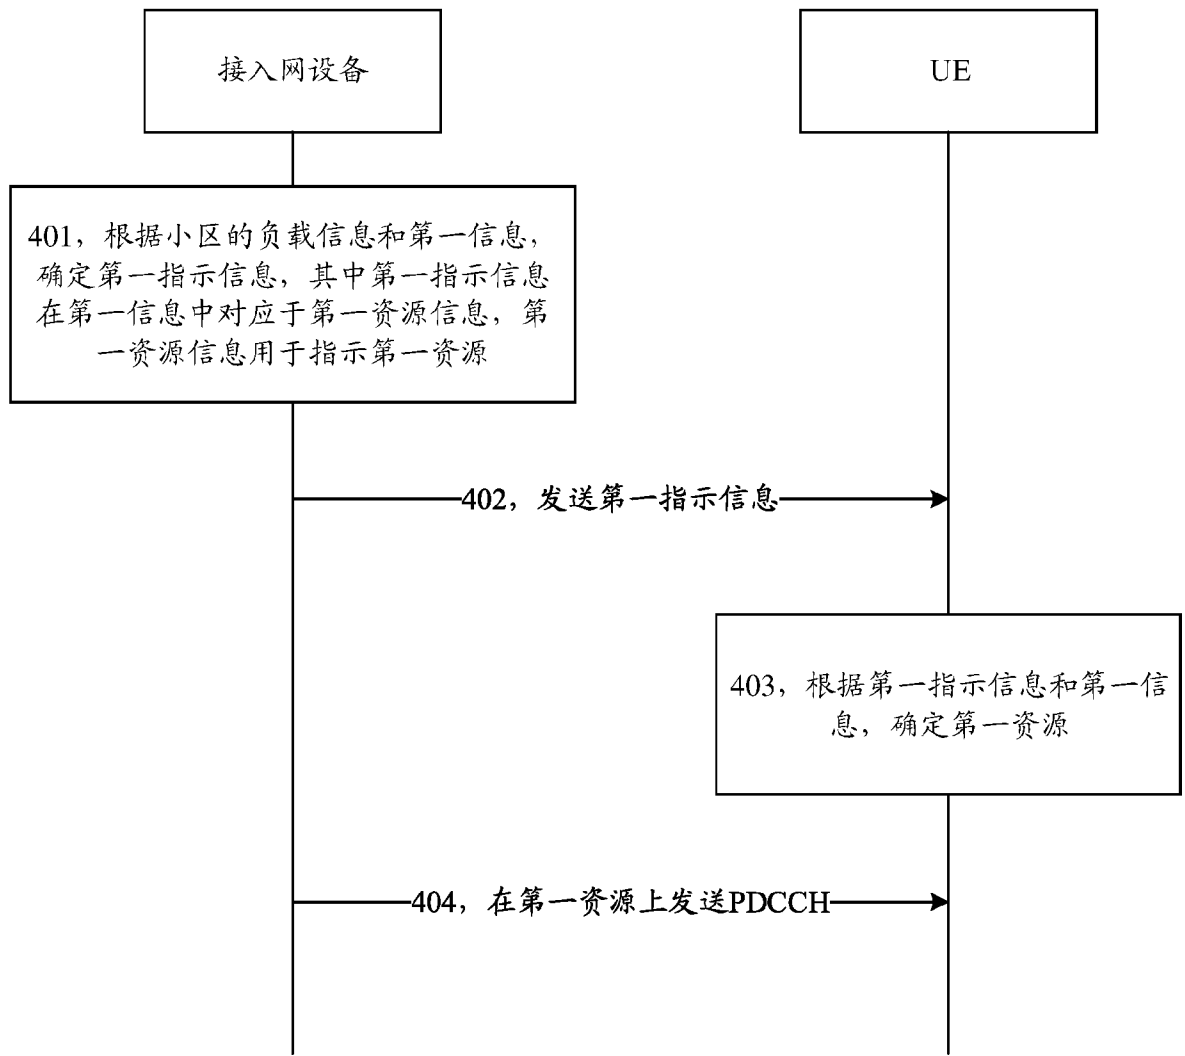 接入网设备
UE
401，根据小区的负载信息和第一信息，
确定第一指示信息，其中第一指示信息
在第一信息中对应于第一资源信息，第
一资源信息用于指示第一资源
402，发送第一指示信息
403，根据第一指示信息和第一信
息，确定第一资源
404，在第一资源上发送PDCCH